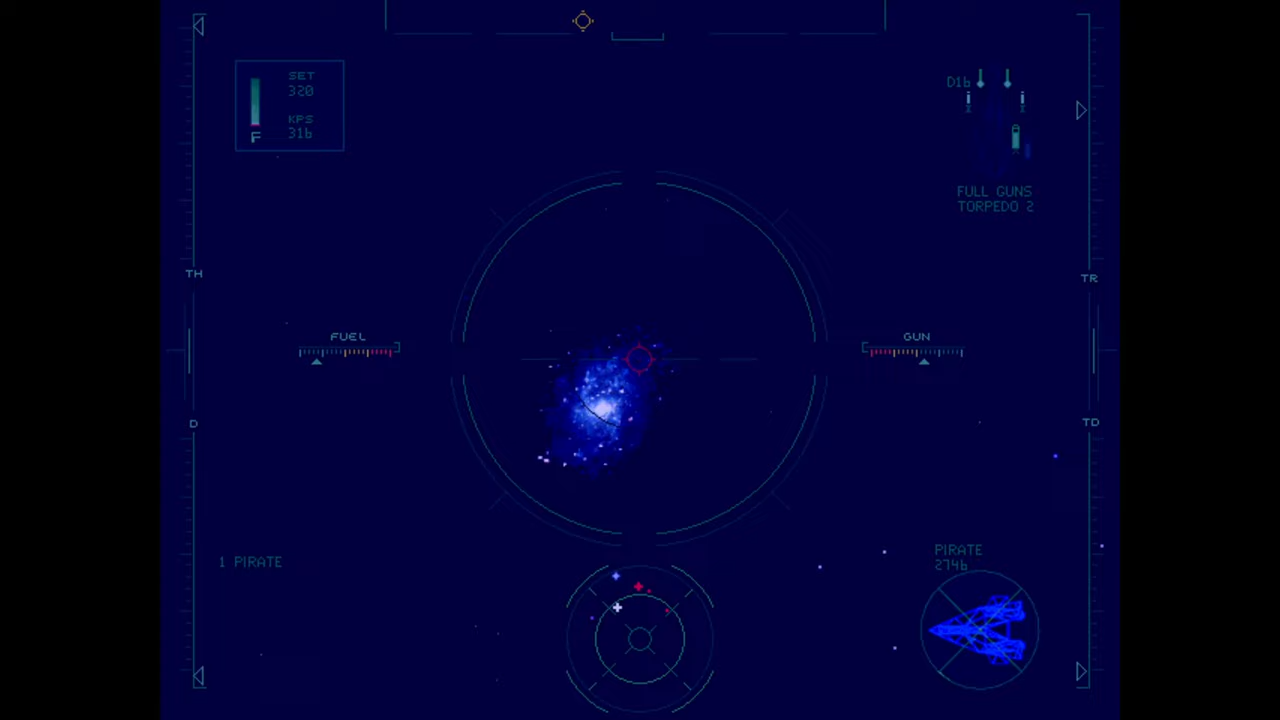 SET
320
KPS
316
F
D16
FULL GUNS
TORPEDO 2
TH
TR
FUEL
GUN
D
TD
1 PIRATE
PIRATE
2746